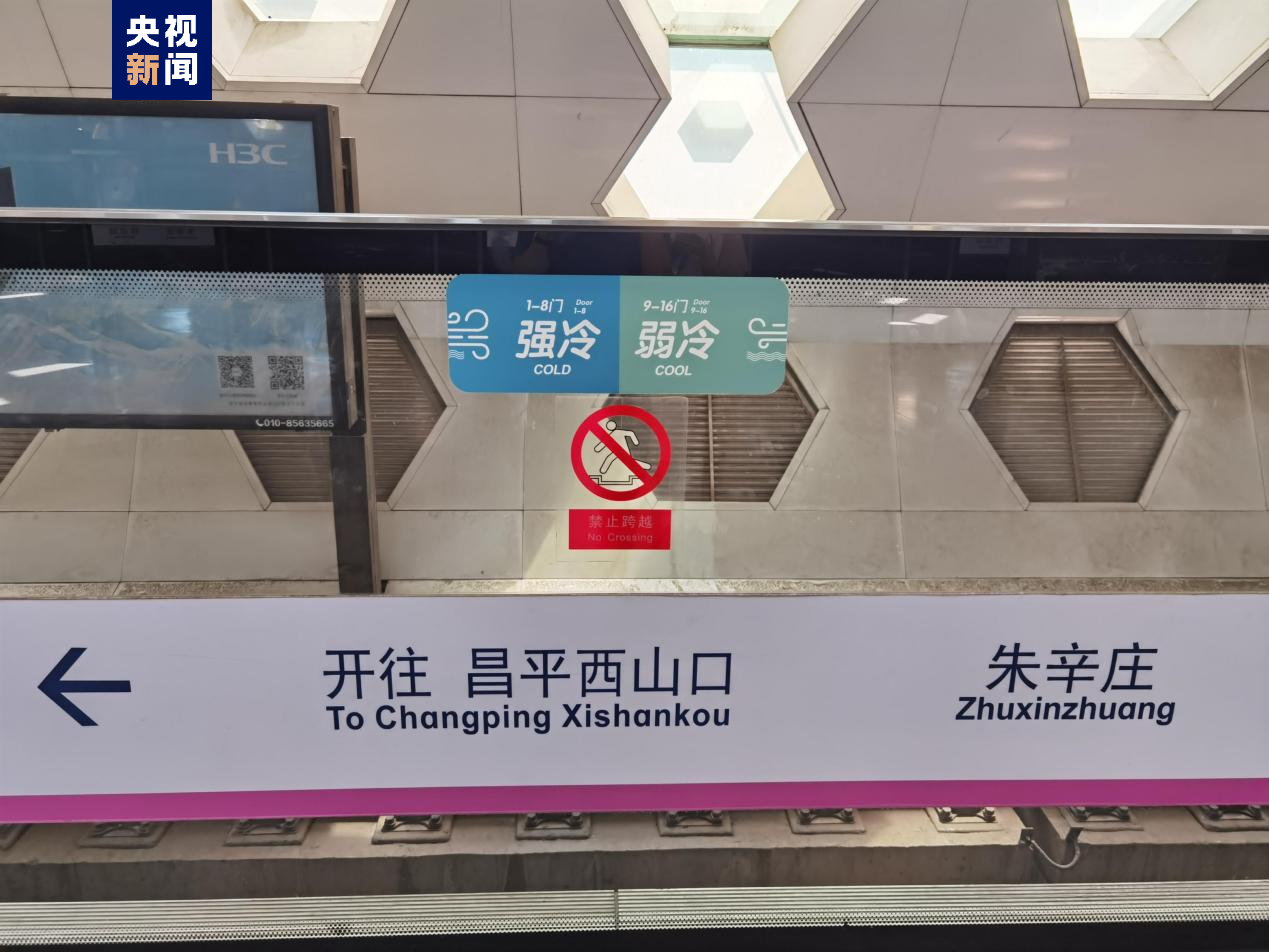 央视
新闻
H3C
1-8门 Door 1-8
强冷
COLD
9-16门 Door 9-16
弱冷
COOL
010-85635665
禁止跨越
No Crossing
开往 昌平西山口
To Changping Xishankou
朱辛庄
Zhuxinzhuang